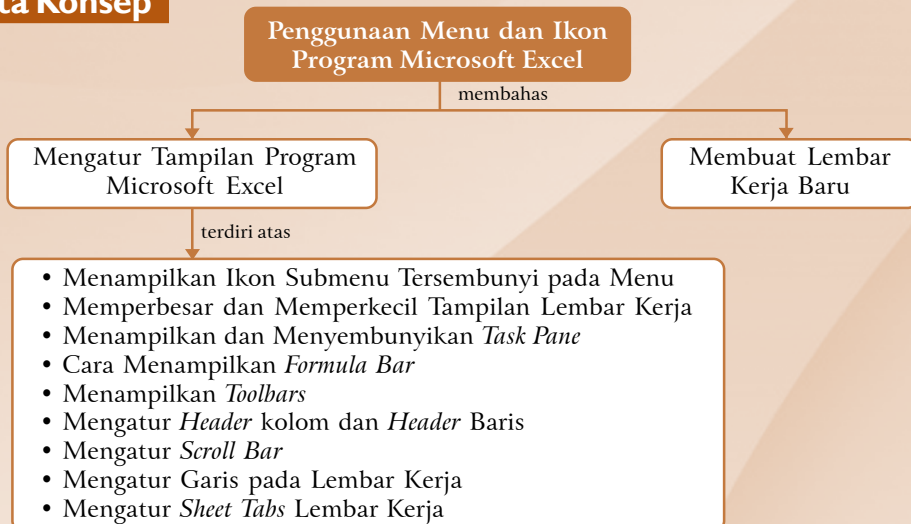 ta Konsep
Penggunaan Menu dan Ikon
Program Microsoft Excel
membahas
Mengatur Tampilan Program
Microsoft Excel
Membuat Lembar
Kerja Baru
terdiri atas
• Menampilkan Ikon Submenu Tersembunyi pada Menu
• Memperbesar dan Memperkecil Tampilan Lembar Kerja
• Menampilkan dan Menyembunyikan Task Pane
• Cara Menampilkan Formula Bar
• Menampilkan Toolbars
• Mengatur Header kolom dan Header Baris
• Mengatur Scroll Bar
• Mengatur Garis pada Lembar Kerja
• Mengatur Sheet Tabs Lembar Kerja